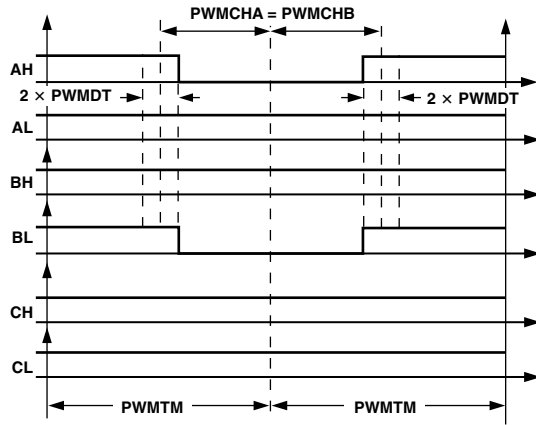 PWMCHA = PWMCHB
AH
2 × PWMDT
2 × PWMDT
AL
BH
BL
CH
CL
PWMTM
PWMTM